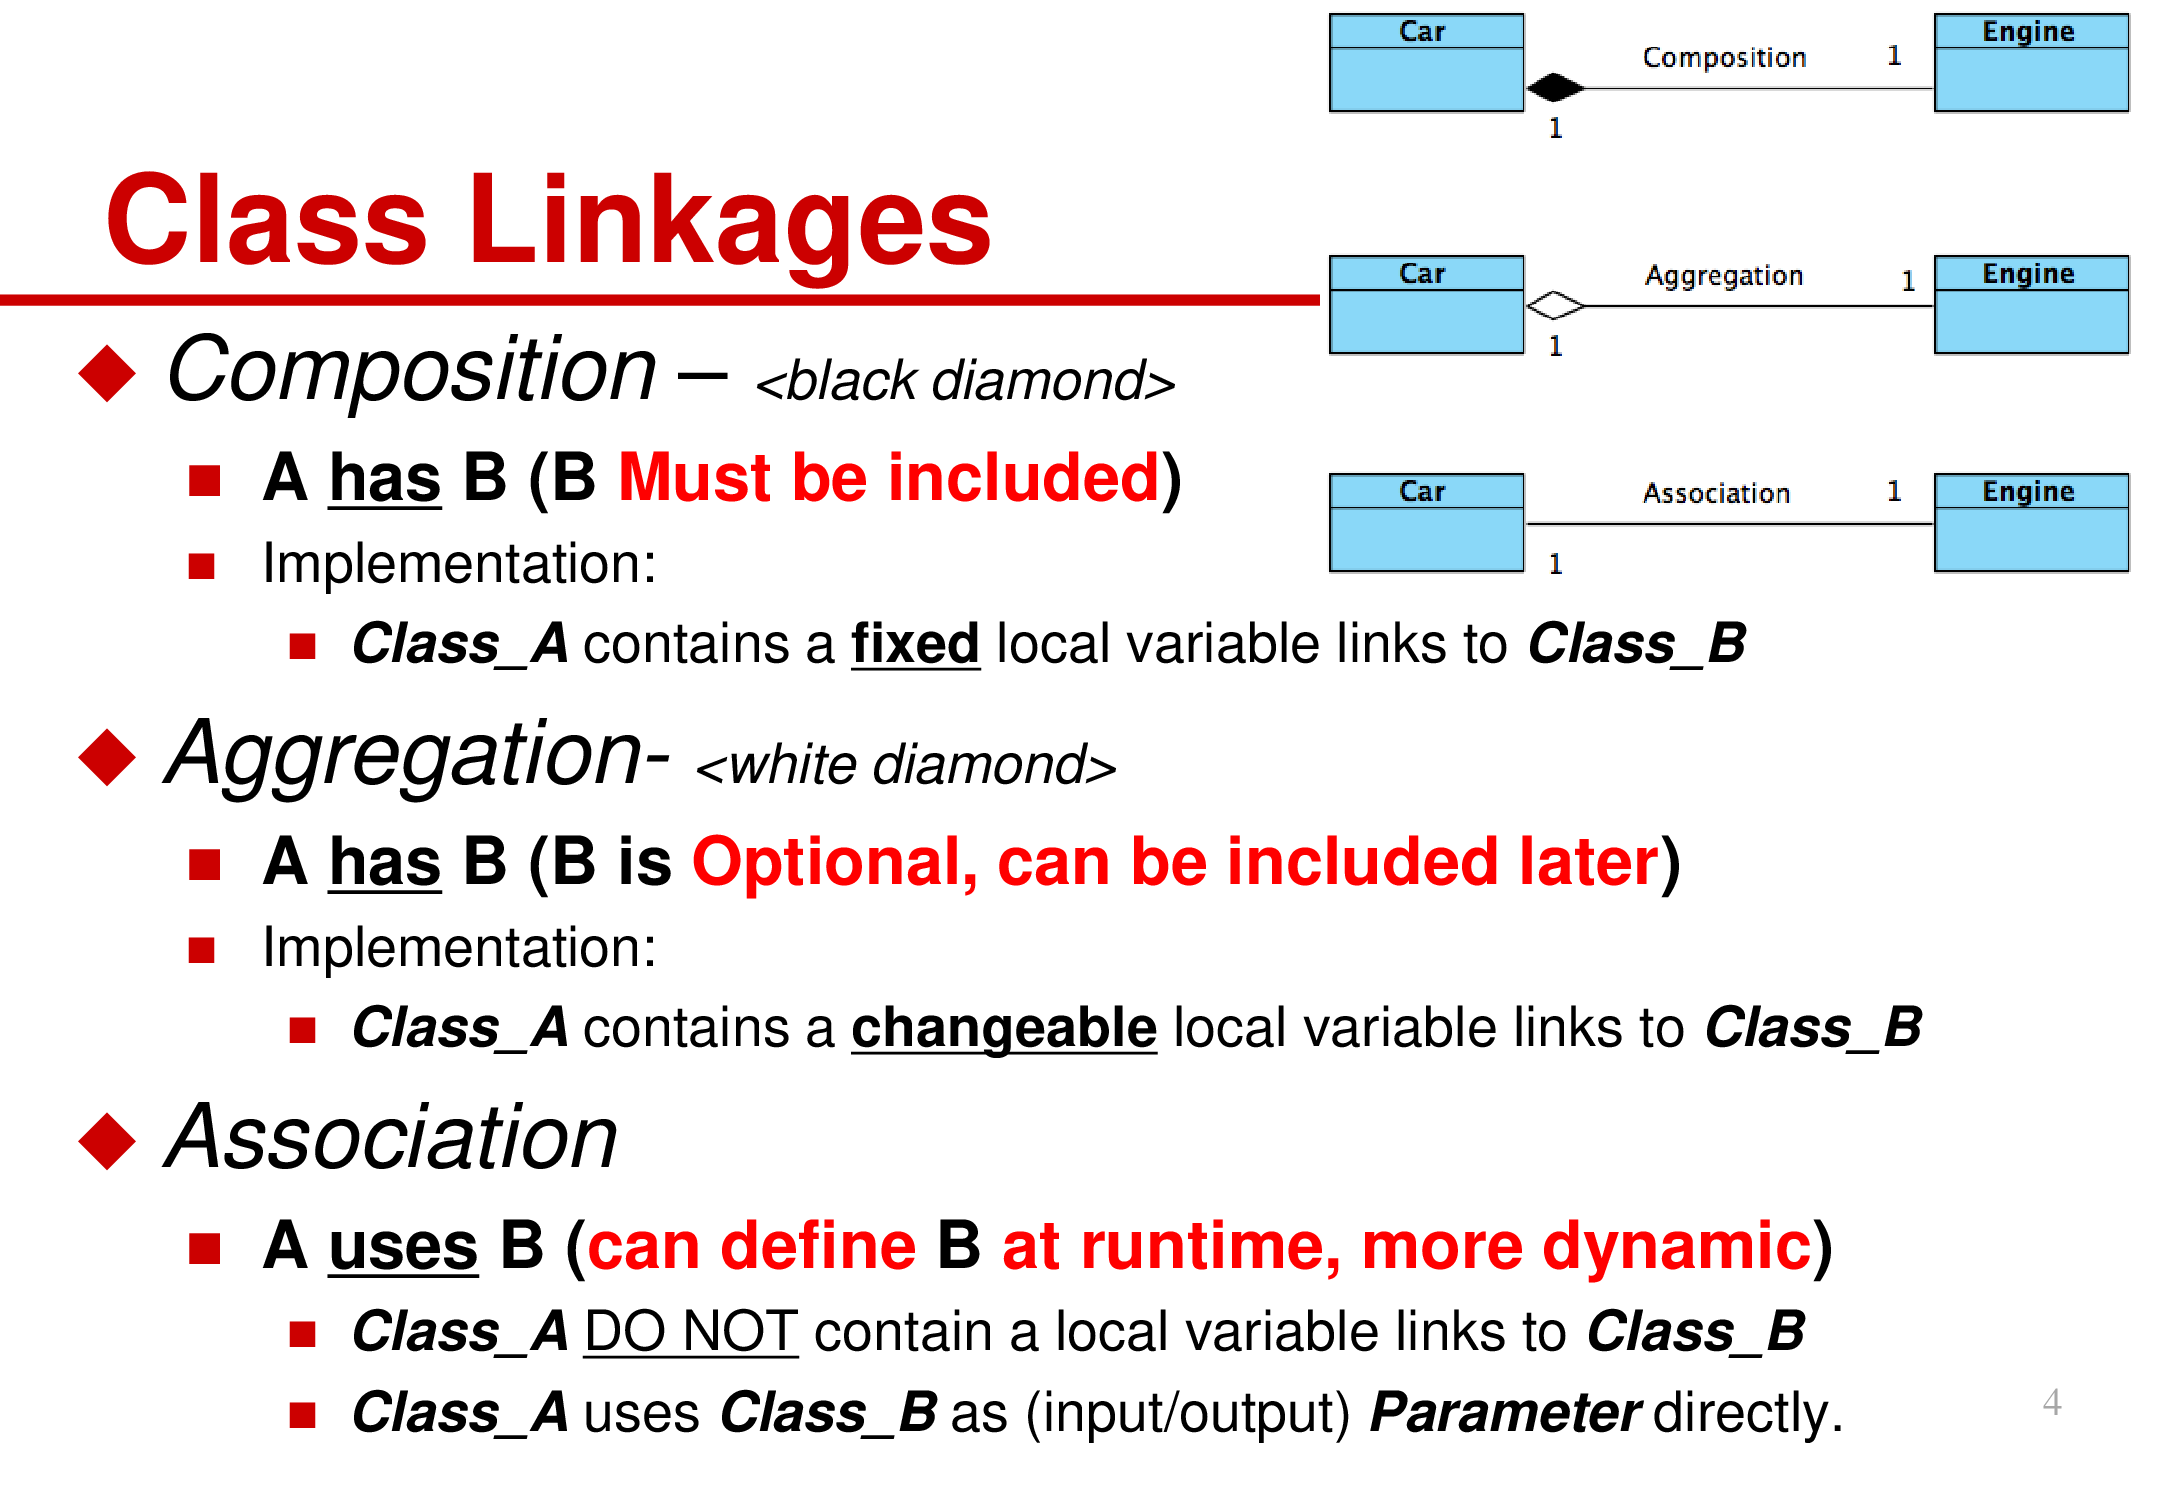 Car
Composition
1
Engine
1
Class Linkages
Car
Aggregation
1
Engine
1
Composition – <black diamond>
A has B (B Must be included)
Car
Association
1
Engine
1
Implementation:
Class_A contains a fixed local variable links to Class_B
Aggregation- <white diamond>
A has B (B is Optional, can be included later)
Implementation:
Class_A contains a changeable local variable links to Class_B
Association
A uses B (can define B at runtime, more dynamic)
Class_A DO NOT contain a local variable links to Class_B
Class_A uses Class_B as (input/output) Parameter directly.
4